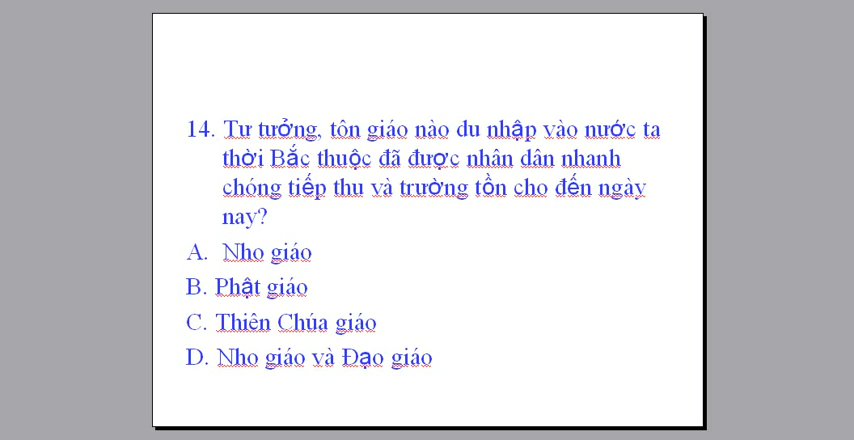 14. Tư tưởng, tôn giáo nào du nhập vào nước ta
thời Bắc thuộc đã được nhân dân nhanh
chóng tiếp thu và trường tồn cho đến ngày
nay?
A. Nho giáo
B. Phật giáo
C. Thiên Chúa giáo
D. Nho giáo và Đạo giáo